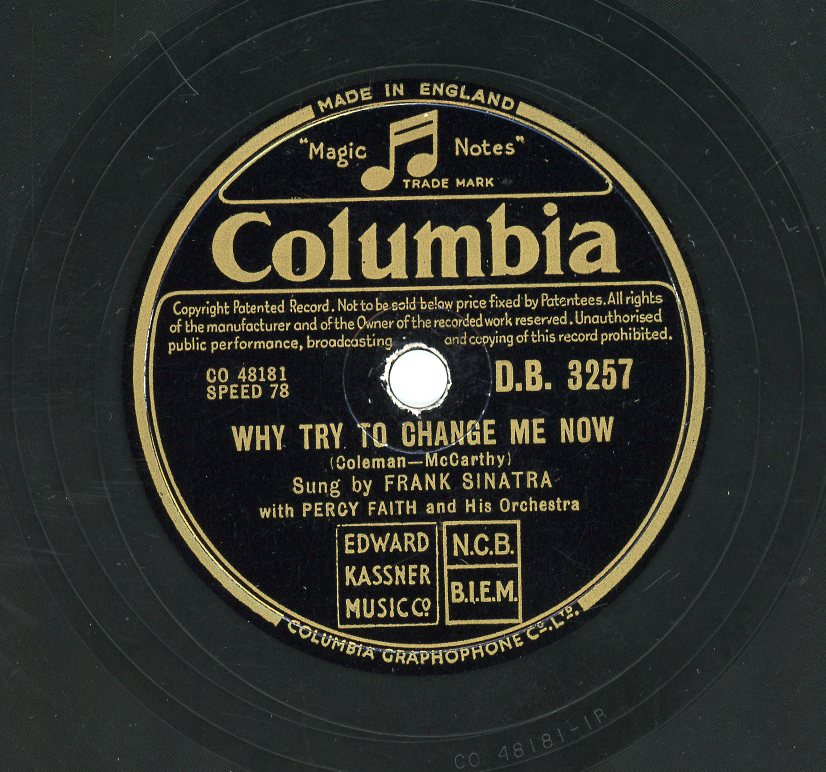 MADE IN ENGLAND
"Magic Notes"
TRADE MARK
Columbia
Copyright Patented Record. Not to be sold below price fixed by Patentees. All rights
of the manufacturer and of the Owner of the recorded work reserved. Unauthorised
public performance, broadcasting and copying of this record prohibited.
CO 48181
SPEED 78
D.B. 3257
WHY TRY TO CHANGE ME NOW
(Coleman—McCarthy)
Sung by FRANK SINATRA
with PERCY FAITH and His Orchestra
EDWARD
KASSNER
MUSIC Co
N.C.B.
B.I.E.M.
COLUMBIA GRAPHOPHONE Co. LTD.
CO 48181-1R